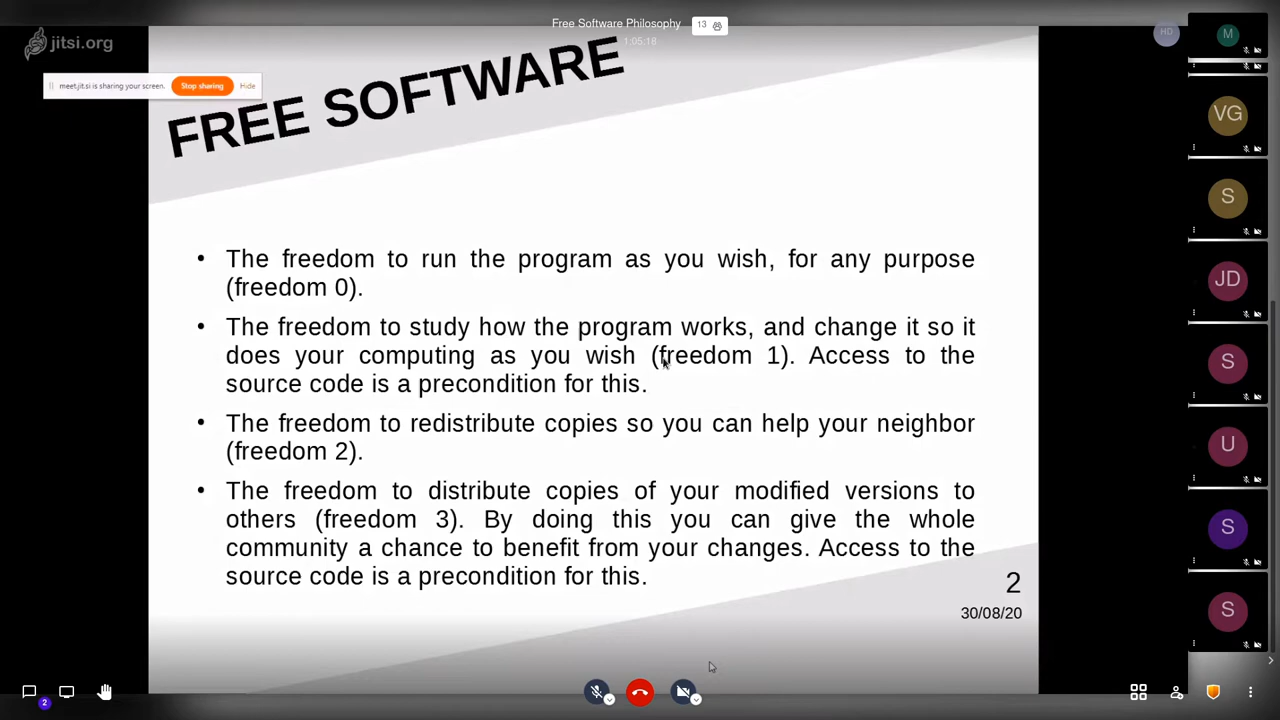 Free Software Philosophy 13
1:05:18
HD
jitsi.org
meet.jit.si is sharing your screen. Stop sharing Hide
FREE SOFTWARE
• The freedom to run the program as you wish, for any purpose
(freedom 0).
• The freedom to study how the program works, and change it so it
does your computing as you wish (freedom 1). Access to the
source code is a precondition for this.
• The freedom to redistribute copies so you can help your neighbor
(freedom 2).
• The freedom to distribute copies of your modified versions to
others (freedom 3). By doing this you can give the whole
community a chance to benefit from your changes. Access to the
source code is a precondition for this.
2
30/08/20
M
VG
S
JD
S
U
S
S
2